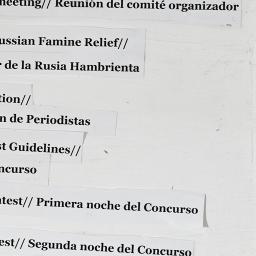 meeting// Reunión del comité organizador
ussian Famine Relief//
r de la Rusia Hambrienta
tion//
n de Periodistas
st Guidelines//
ncurso
ntest// Primera noche del Concurso
est// Segunda noche del Concurso